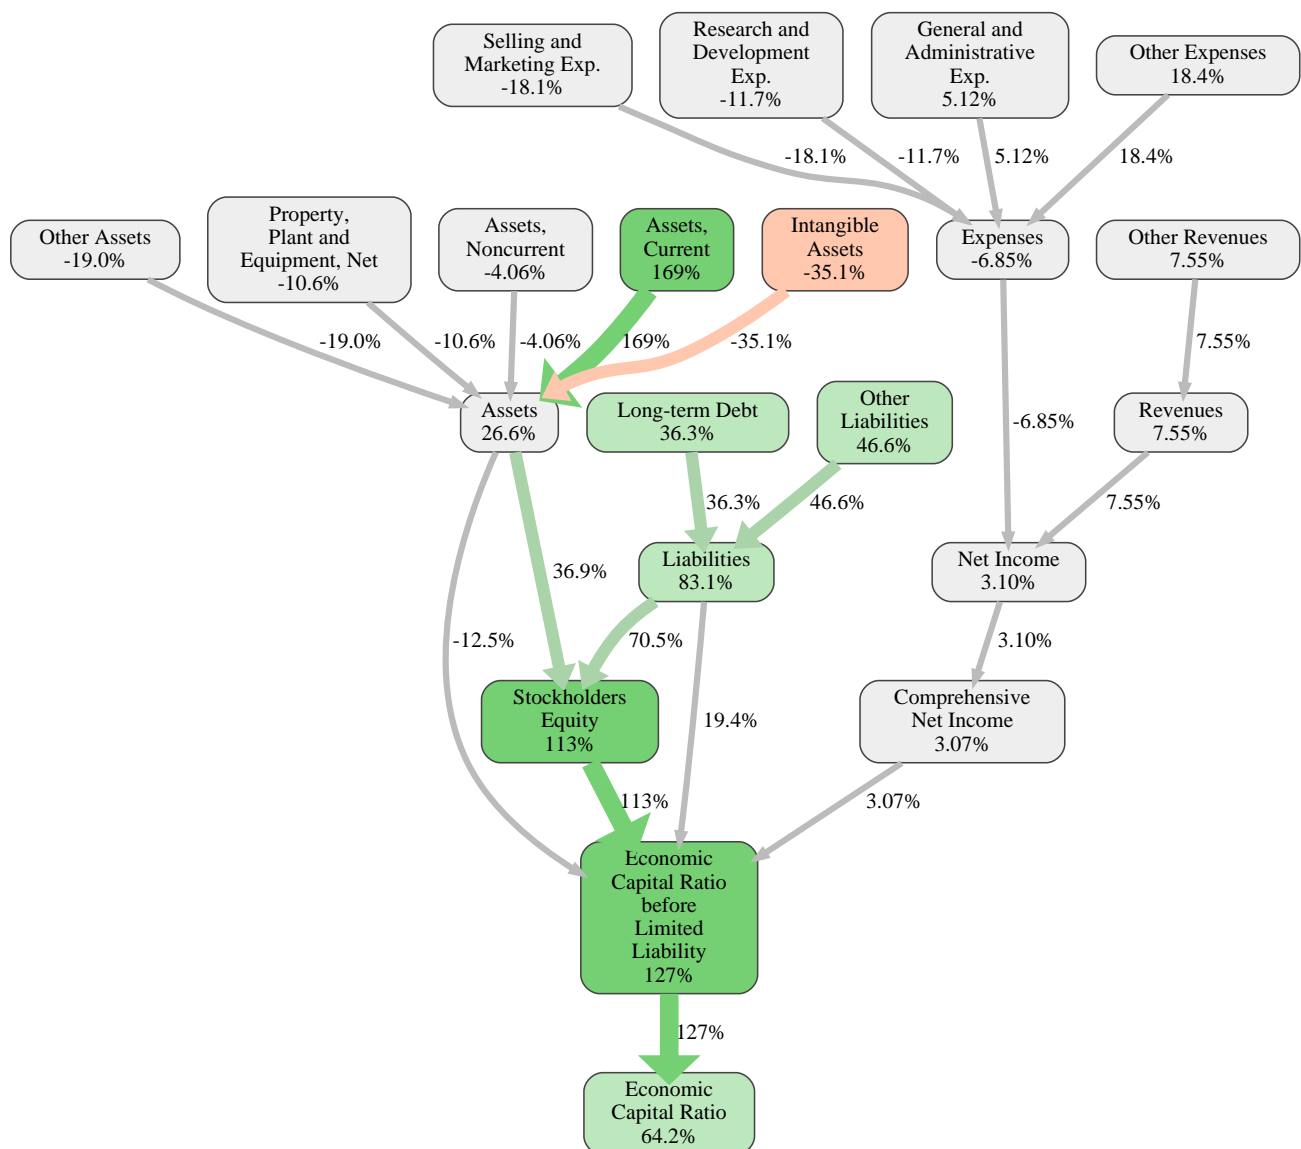 Selling and
Marketing Exp.
-18.1%
Research and
Development
Exp.
-11.7%
General and
Administrative
Exp.
5.12%
Other Expenses
18.4%
-18.1%
-11.7%
5.12%
18.4%
Other Assets
-19.0%
Property,
Plant and
Equipment, Net
-10.6%
Assets,
Noncurrent
-4.06%
Assets,
Current
169%
Intangible
Assets
-35.1%
Expenses
-6.85%
Other Revenues
7.55%
-19.0%
-10.6%
-4.06%
169%
-35.1%
7.55%
Assets
26.6%
Long-term Debt
36.3%
Other
Liabilities
46.6%
-6.85%
Revenues
7.55%
36.3%
46.6%
7.55%
Liabilities
83.1%
Net Income
3.10%
36.9%
-12.5%
70.5%
3.10%
Stockholders
Equity
113%
19.4%
Comprehensive
Net Income
3.07%
113%
3.07%
Economic
Capital Ratio
before
Limited
Liability
127%
127%
Economic
Capital Ratio
64.2%